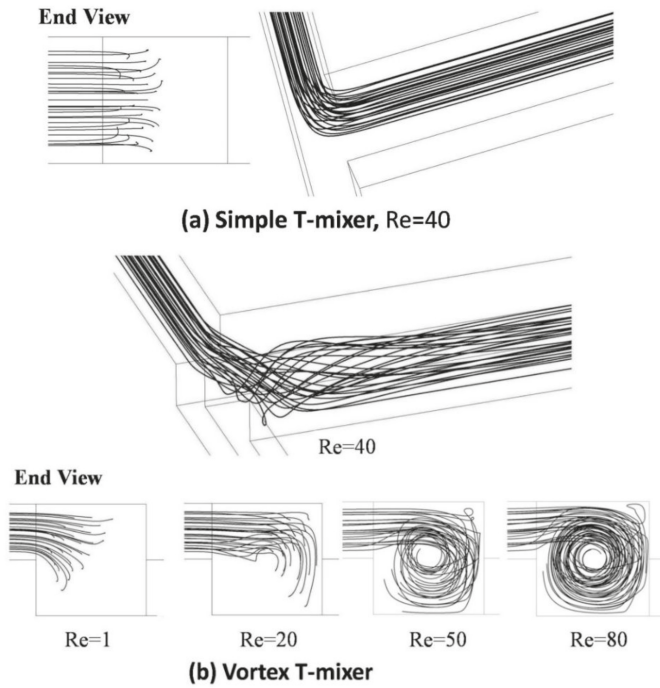 End View
(a) Simple T-mixer, Re=40
Re=40
End View
Re=1 Re=20 Re=50 Re=80
(b) Vortex T-mixer